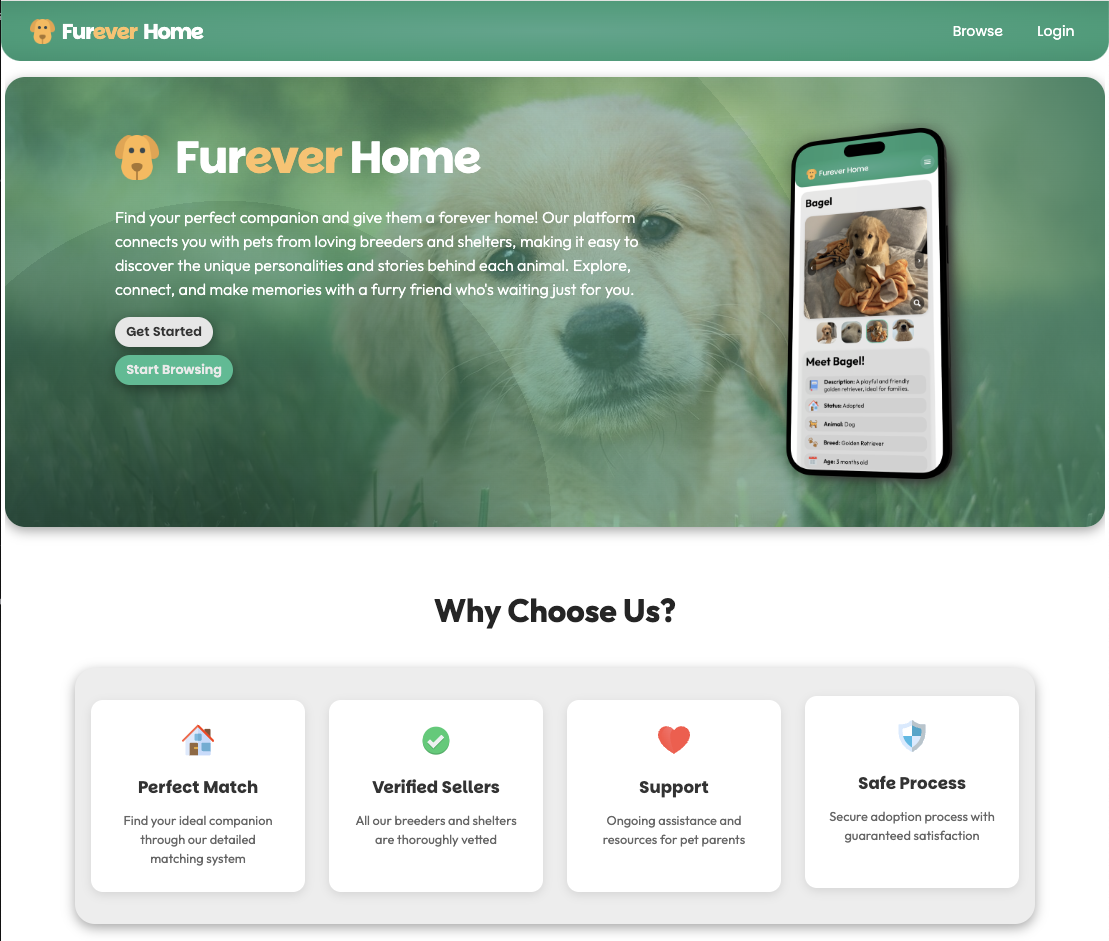 Furever Home
Browse
Login
Furever Home
Find your perfect companion and give them a forever home! Our platform
connects you with pets from loving breeders and shelters, making it easy to
discover the unique personalities and stories behind each animal. Explore,
connect, and make memories with a furry friend who's waiting just for you.
Get Started
Start Browsing
Furever Home
Bagel
Meet Bagel!
Description: A playful and friendly
golden retriever, ideal for families.
Status: Adopted
Animal: Dog
Breed: Golden Retriever
Age: 3 months old
Why Choose Us?
Perfect Match
Find your ideal companion
through our detailed
matching system
Verified Sellers
All our breeders and shelters
are thoroughly vetted
Support
Ongoing assistance and
resources for pet parents
Safe Process
Secure adoption process with
guaranteed satisfaction